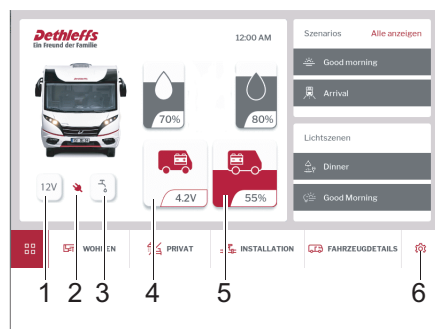 Dethleffs
Ein Freund der Familie
12:00 AM
70%
80%
12V
4.2V
55%
Szenarios Alle anzeigen
Good morning
Arrival
Lichtszenen
Dinner
Good Morning
WOHNEN PRIVAT INSTALLATION FAHRZEUGDETAILS
1 2 3 4 5 6